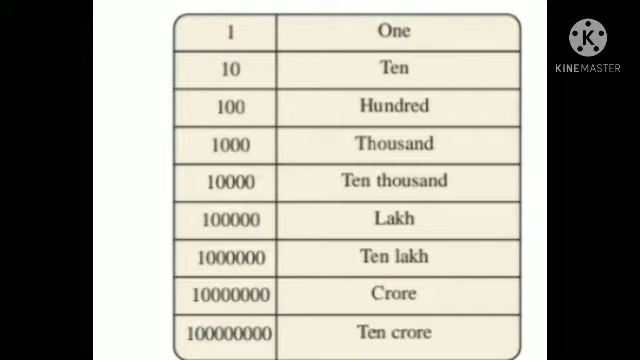 1 One
10 Ten
100 Hundred
1000 Thousand
10000 Ten thousand
100000 Lakh
1000000 Ten lakh
10000000 Crore
100000000 Ten crore
K
KINEMASTER